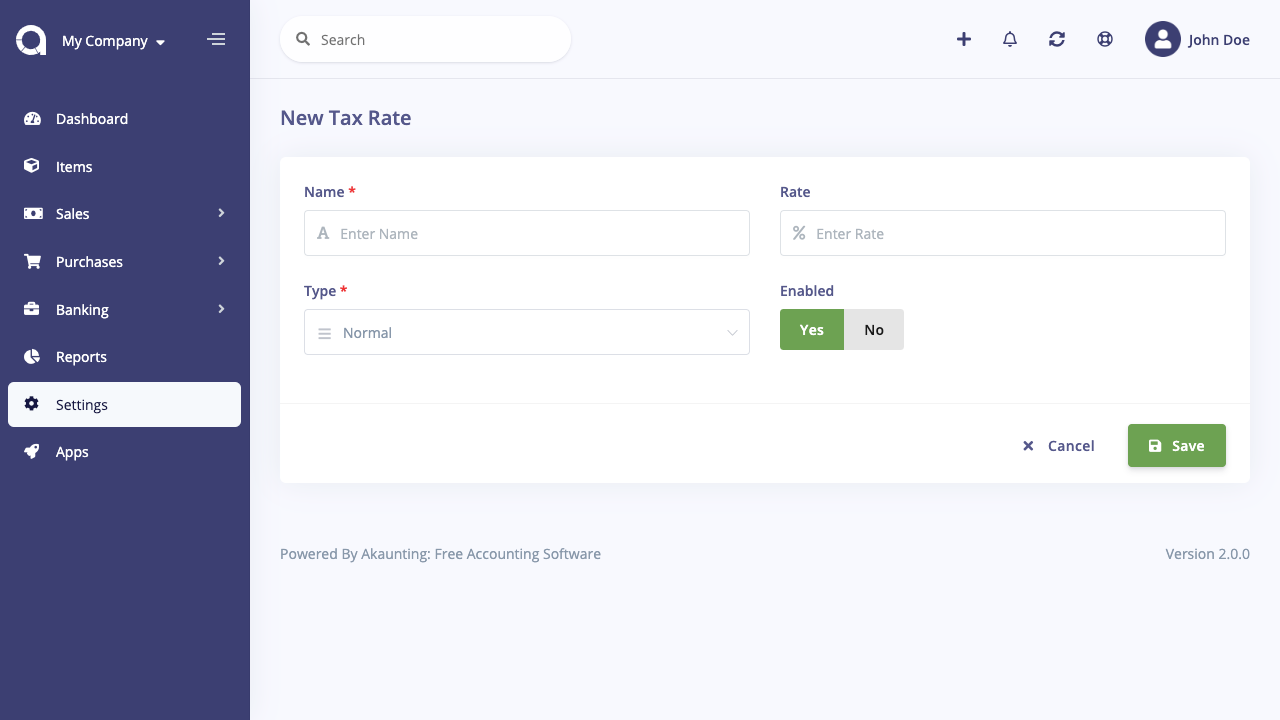 My Company
Search
John Doe
Dashboard
Items
Sales
Purchases
Banking
Reports
Settings
Apps
New Tax Rate
Name *
Enter Name
Rate
Enter Rate
Type *
Normal
Enabled
Yes
No
Cancel
Save
Powered By Akaunting: Free Accounting Software
Version 2.0.0